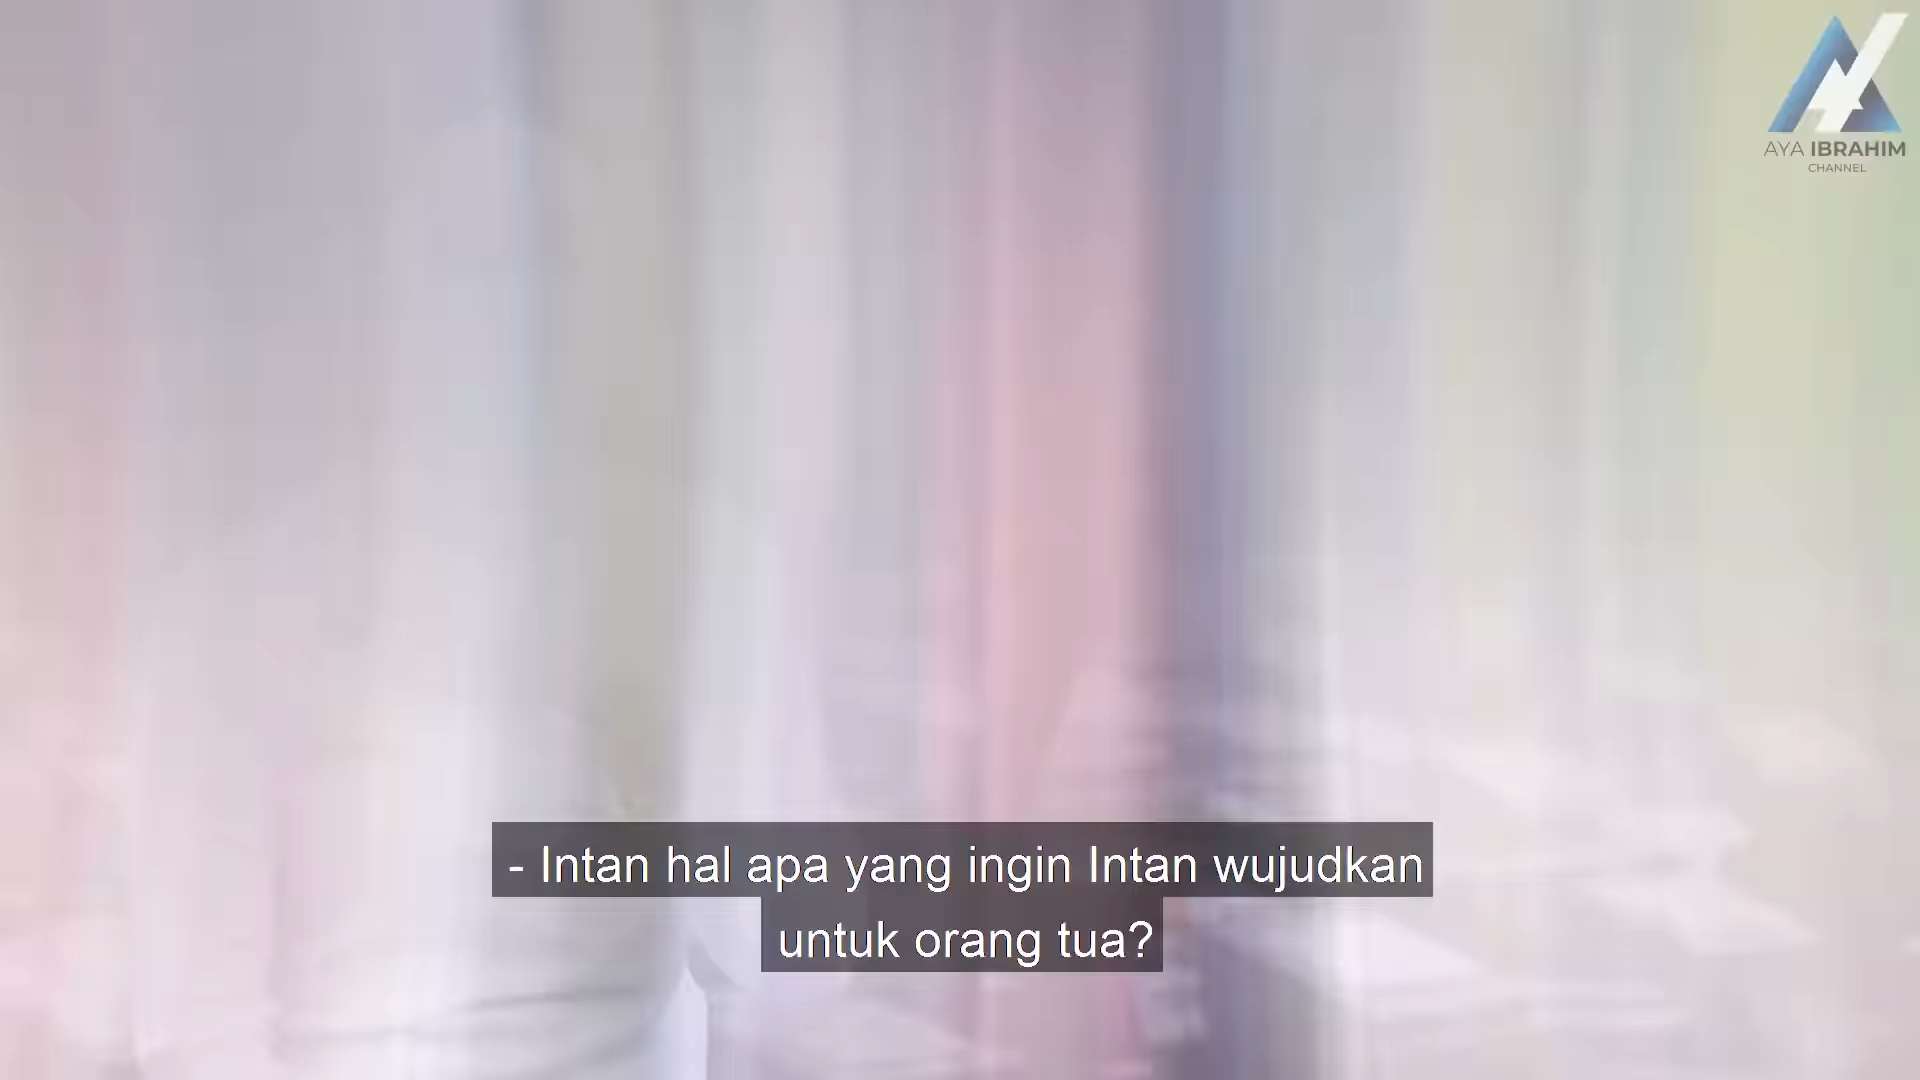 AYA IBRAHIM
CHANNEL
- Intan hal apa yang ingin Intan wujudkan
untuk orang tua?